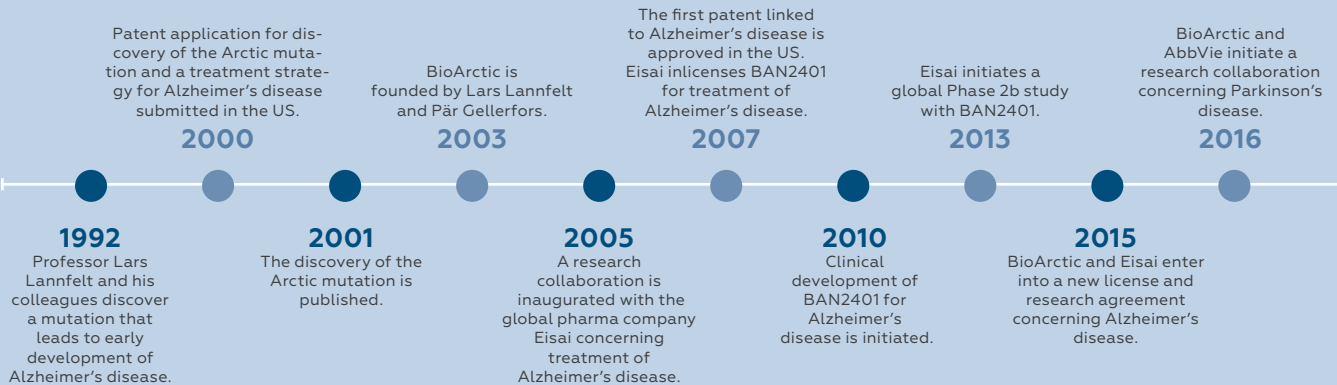 Patent application for dis-
covery of the Arctic muta-
tion and a treatment strate-
gy for Alzheimer's disease
submitted in the US.
2000
BioArctic is
founded by Lars Lannfelt
and Pär Gellerfors.
2003
The first patent linked
to Alzheimer's disease is
approved in the US.
Eisai inlicenses BAN2401
for treatment of
Alzheimer's disease.
2007
Eisai initiates a
global Phase 2b study
with BAN2401.
2013
BioArctic and
AbbVie initiate a
research collaboration
concerning Parkinson's
disease.
2016
1992
Professor Lars
Lannfelt and his
colleagues discover
a mutation that
leads to early
development of
Alzheimer's disease.
2001
The discovery of the
Arctic mutation is
published.
2005
A research
collaboration is
inaugurated with the
global pharma company
Eisai concerning
treatment of
Alzheimer's disease.
2010
Clinical
development of
BAN2401 for
Alzheimer's
disease is initiated.
2015
BioArctic and Eisai enter
into a new license and
research agreement
concerning Alzheimer's
disease.